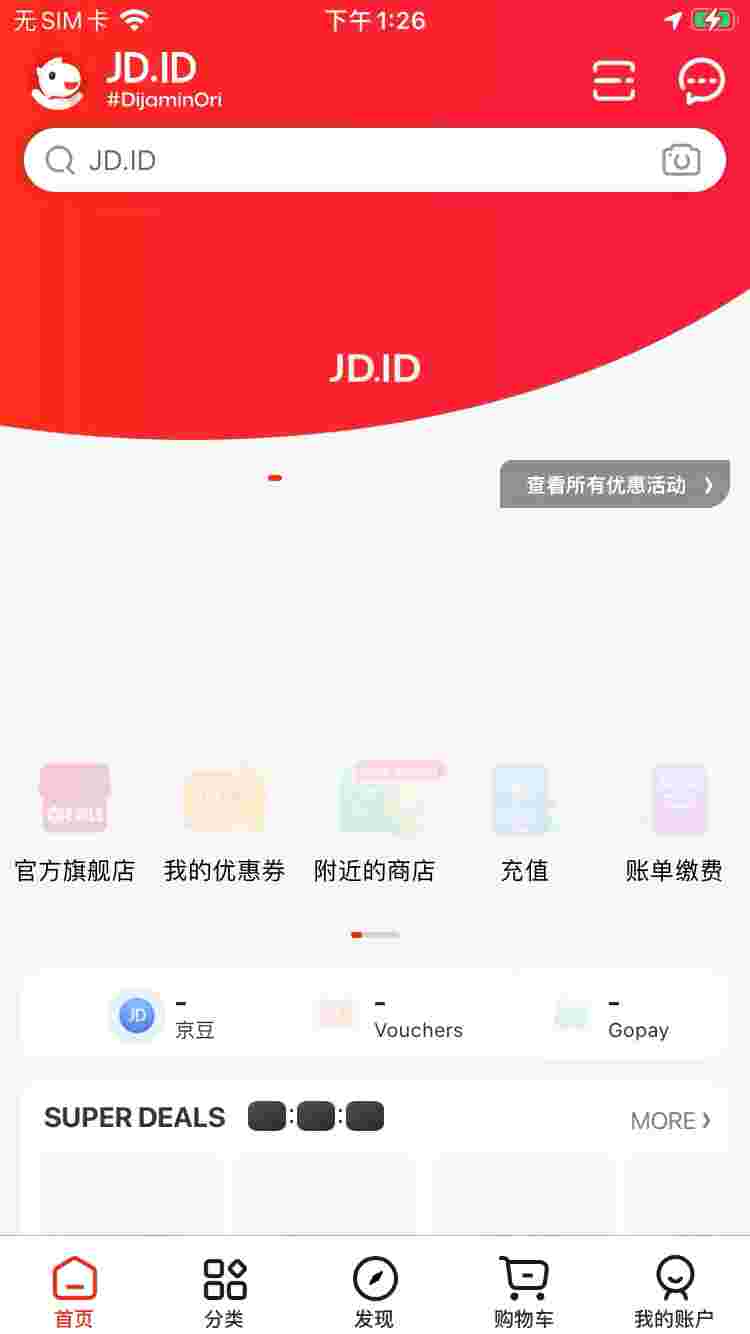 无SIM卡 下午1:26
JD.ID
#DijaminOri
JD.ID
JD.ID
查看所有优惠活动 ›
官方旗舰店 我的优惠券 附近的商店 充值 账单缴费
JD
-
京豆
-
Vouchers
-
Gopay
SUPER DEALS : : MORE ›
首页 分类 发现 购物车 我的账户